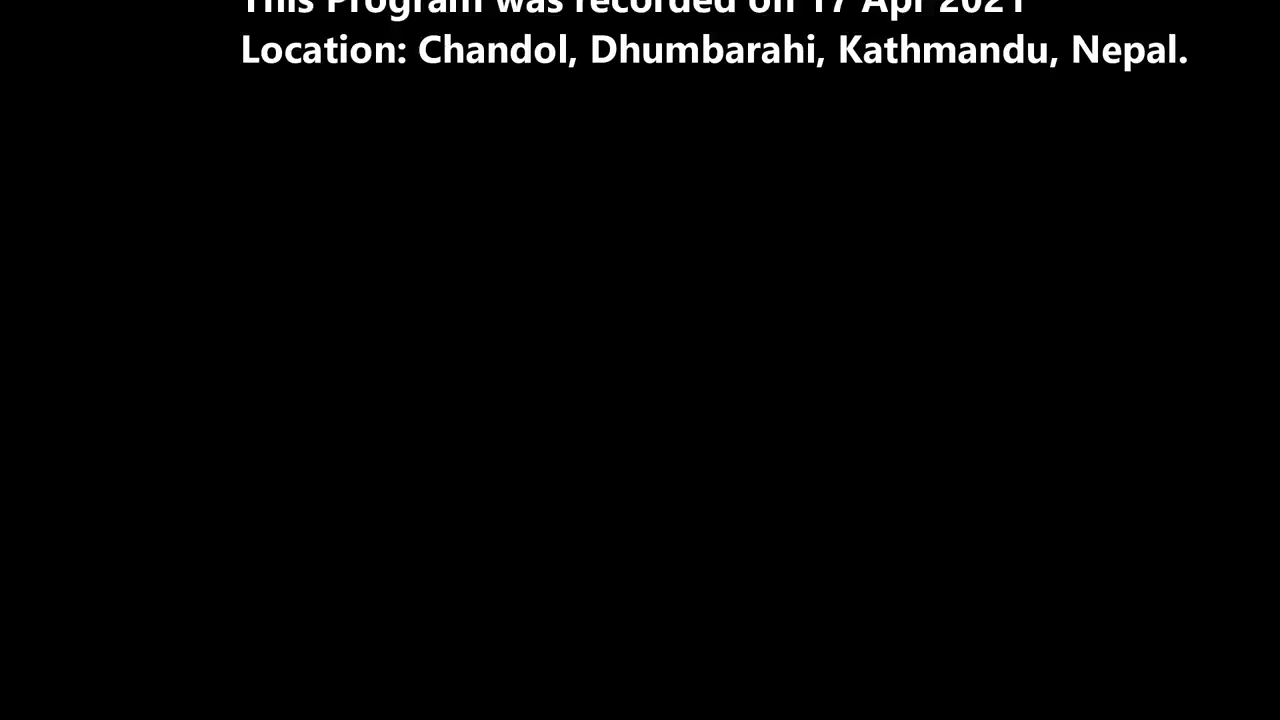 This Program was recorded on 17 Apr 2021
Location: Chandol, Dhumbarahi, Kathmandu, Nepal.